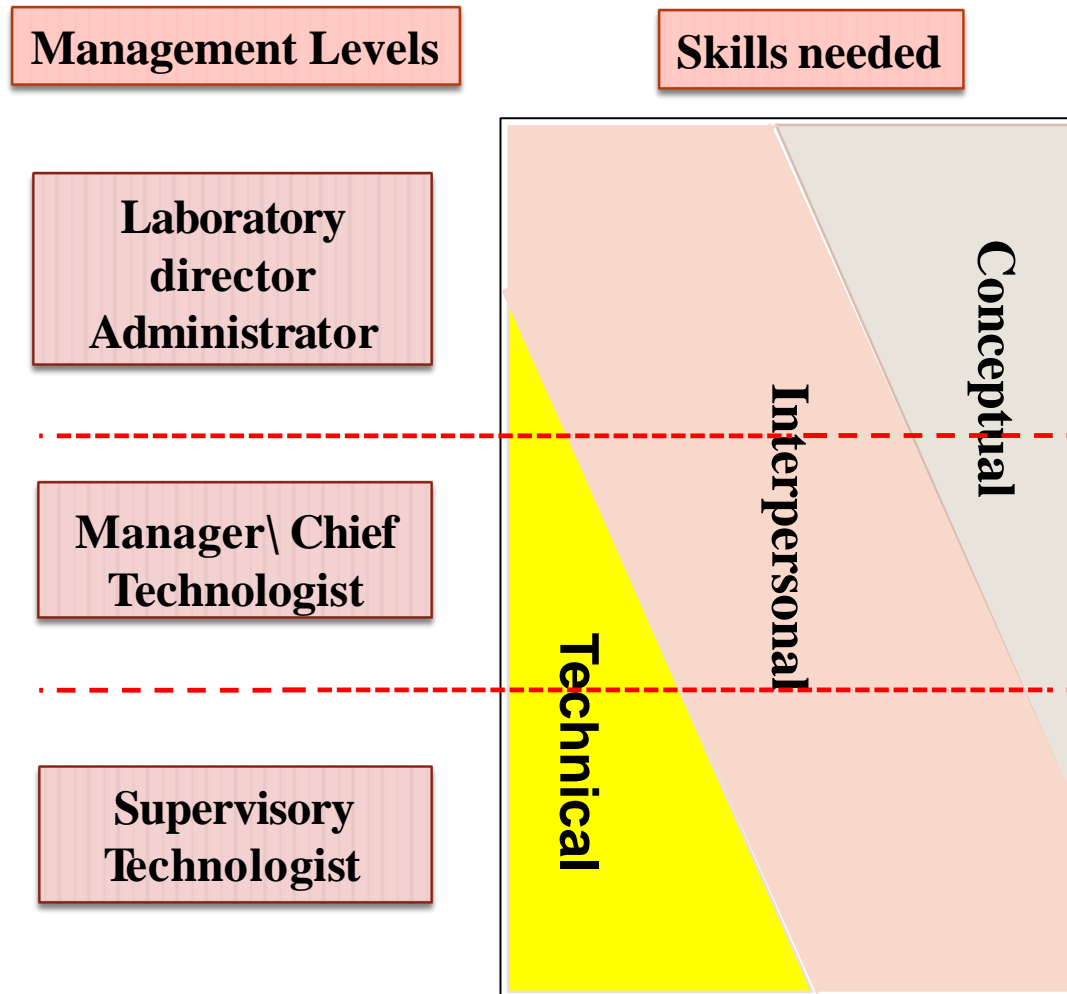 Management Levels
Skills needed
Laboratory
director
Administrator
Manager\ Chief
Technologist
Supervisory
Technologist
Technical
Interpersonal
Conceptual